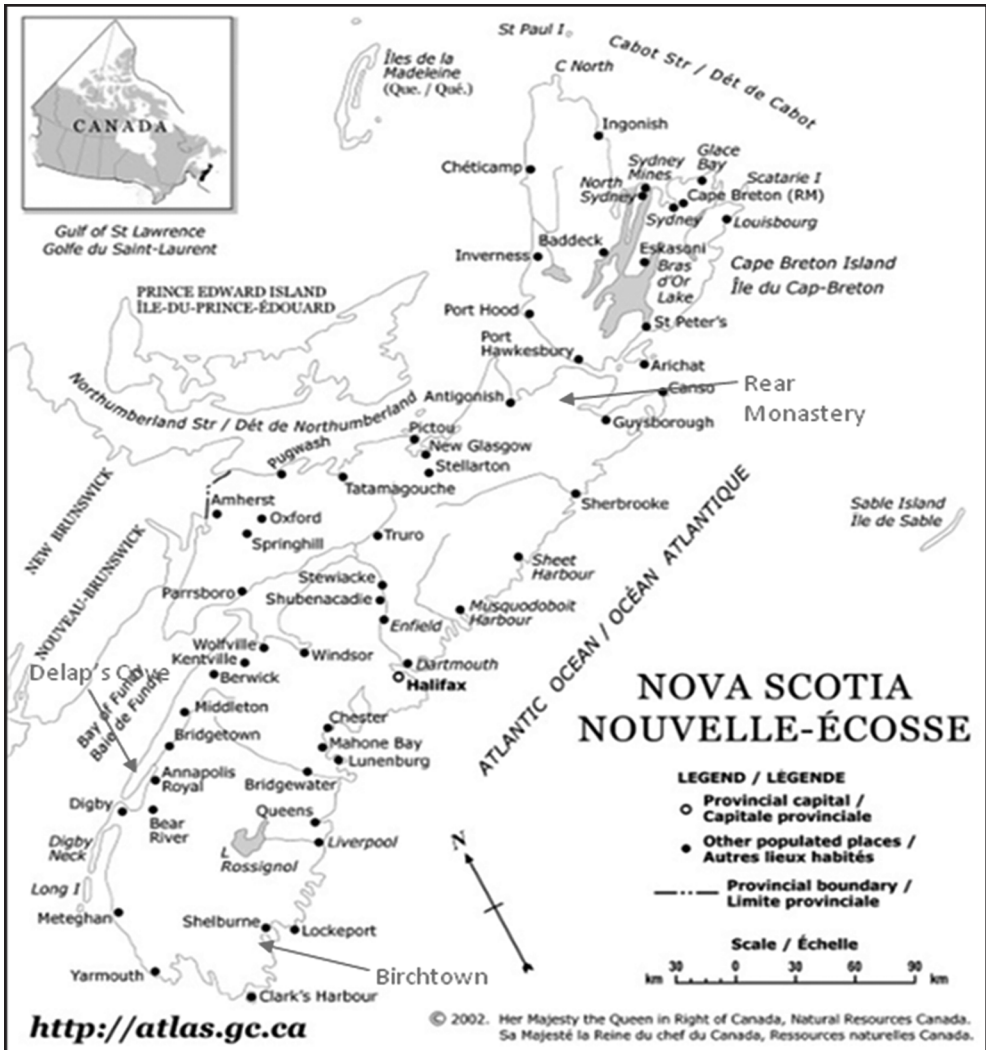 St Paul I
Cabot Str / Dét de Cabot
C North
Îles de la
Madeleine
(Que. / Qué.)
CANADA
Gulf of St Lawrence
Golfe du Saint-Laurent
Ingonish
Chéticamp
Glace
Bay
Sydney
Mines
North
Sydney
Scatarie I
Cape Breton (RM)
Sydney
Louisbourg
Baddeck
Eskasoni
Inverness
Bras
d'Or
Lake
Cape Breton Island
Île du Cap-Breton
PRINCE EDWARD ISLAND
ÎLE-DU-PRINCE-ÉDOUARD
Port Hood
St Peter's
Port
Hawkesbury
Arichat
Northumberland Str / Dét de Northumberland
Antigonish
Canso
Rear
Monastery
Guysborough
Pictou
New Glasgow
Stellarton
Pugwash
Tatamagouche
Sherbrooke
Sable Island
Île de Sable
NEW BRUNSWICK
NOUVEAU-BRUNSWICK
Amherst
Oxford
Springhill
Truro
Sheet
Harbour
Stewiacke
Shubenacadie
Parrsboro
Musquodoboit
Harbour
Enfield
Wolfville
Kentville
Windsor
Berwick
Dartmouth
Halifax
Delap's Cove
Bay of Fundy
Baie de Fundy
ATLANTIC OCEAN / OCÈAN ATLANTIQUE
NOVA SCOTIA
NOUVELLE-ÉCOSSE
Middleton
Bridgetown
Chester
Mahone Bay
Lunenburg
Annapolis
Royal
Bridgewater
Digby
Bear
River
Queens
Liverpool
Digby
Neck
L
Rossignol
Long I
Meteghan
Shelburne
Lockeport
Yarmouth
Birchtown
Clark's Harbour
N
LEGEND / LÉGENDE
Provincial capital /
Capitale provinciale
Other populated places /
Autres lieux habités
Provincial boundary /
Limite provinciale
Scale / Échelle
km 30 0 30 60 90 km
http://atlas.gc.ca
© 2002. Her Majesty the Queen in Right of Canada, Natural Resources Canada.
Sa Majesté la Reine du chef du Canada, Ressources naturelles Canada.